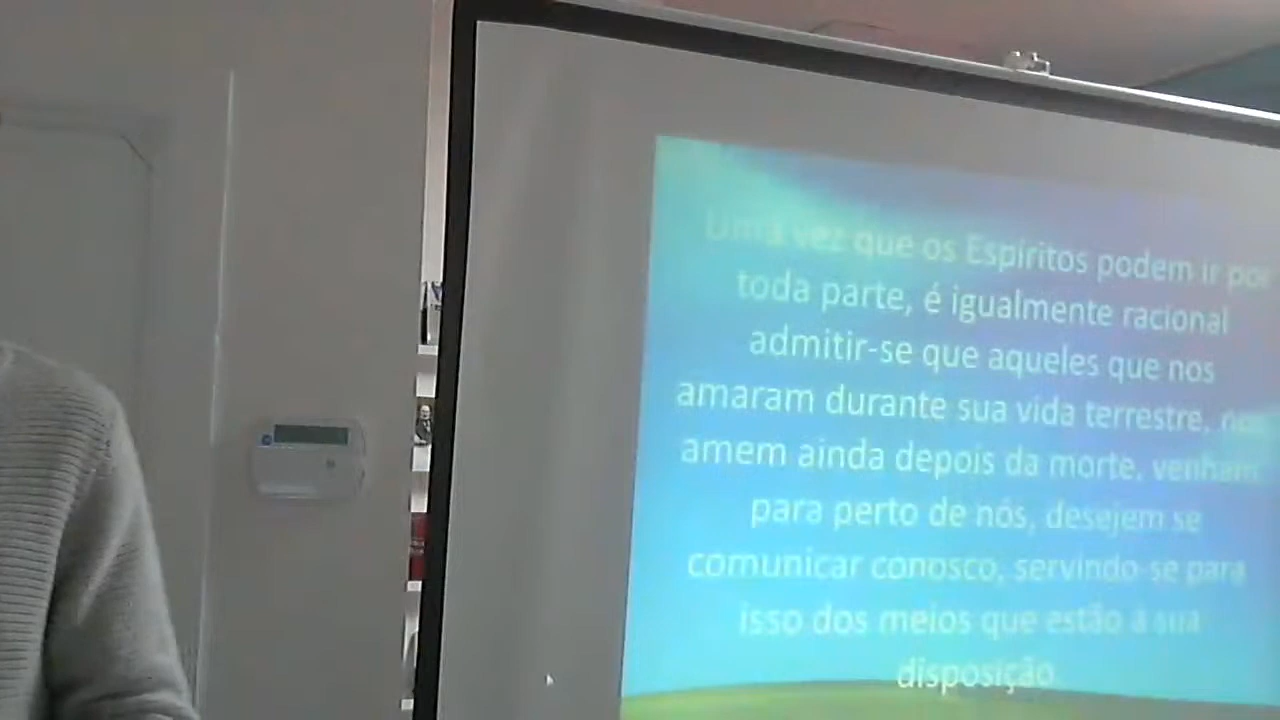 Uma vez que os Espíritos podem ir por
toda parte, é igualmente racional
admitir-se que aqueles que nos
amaram durante sua vida terrestre, nos
amem ainda depois da morte, venham
para perto de nós, desejem se
comunicar conosco, servindo-se para
isso dos meios que estão a sua
disposição.